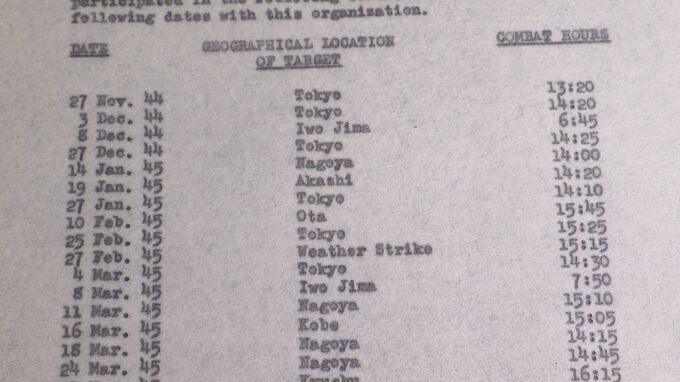 participated in the following
following dates with this organization.
DATE GEOGRAPHICAL LOCATION OF TARGET COMBAT HOURS
27 Nov. 44 Tokyo 13:20
3 Dec. 44 Tokyo 14:20
8 Dec. 44 Iwo Jima 6:45
27 Dec. 44 Tokyo 14:25
14 Jan. 45 Nagoya 14:00
19 Jan. 45 Akashi 14:20
27 Jan. 45 Tokyo 14:10
10 Feb. 45 Ota 15:45
25 Feb. 45 Tokyo 15:25
27 Feb. 45 Weather Strike 15:15
4 Mar. 45 Tokyo 14:30
8 Mar. 45 Iwo Jima 7:50
11 Mar. 45 Nagoya 15:10
16 Mar. 45 Kobe 15:05
18 Mar. 45 Nagoya 14:15
24 Mar. 45 Nagoya 14:45
Kyushu 16:15